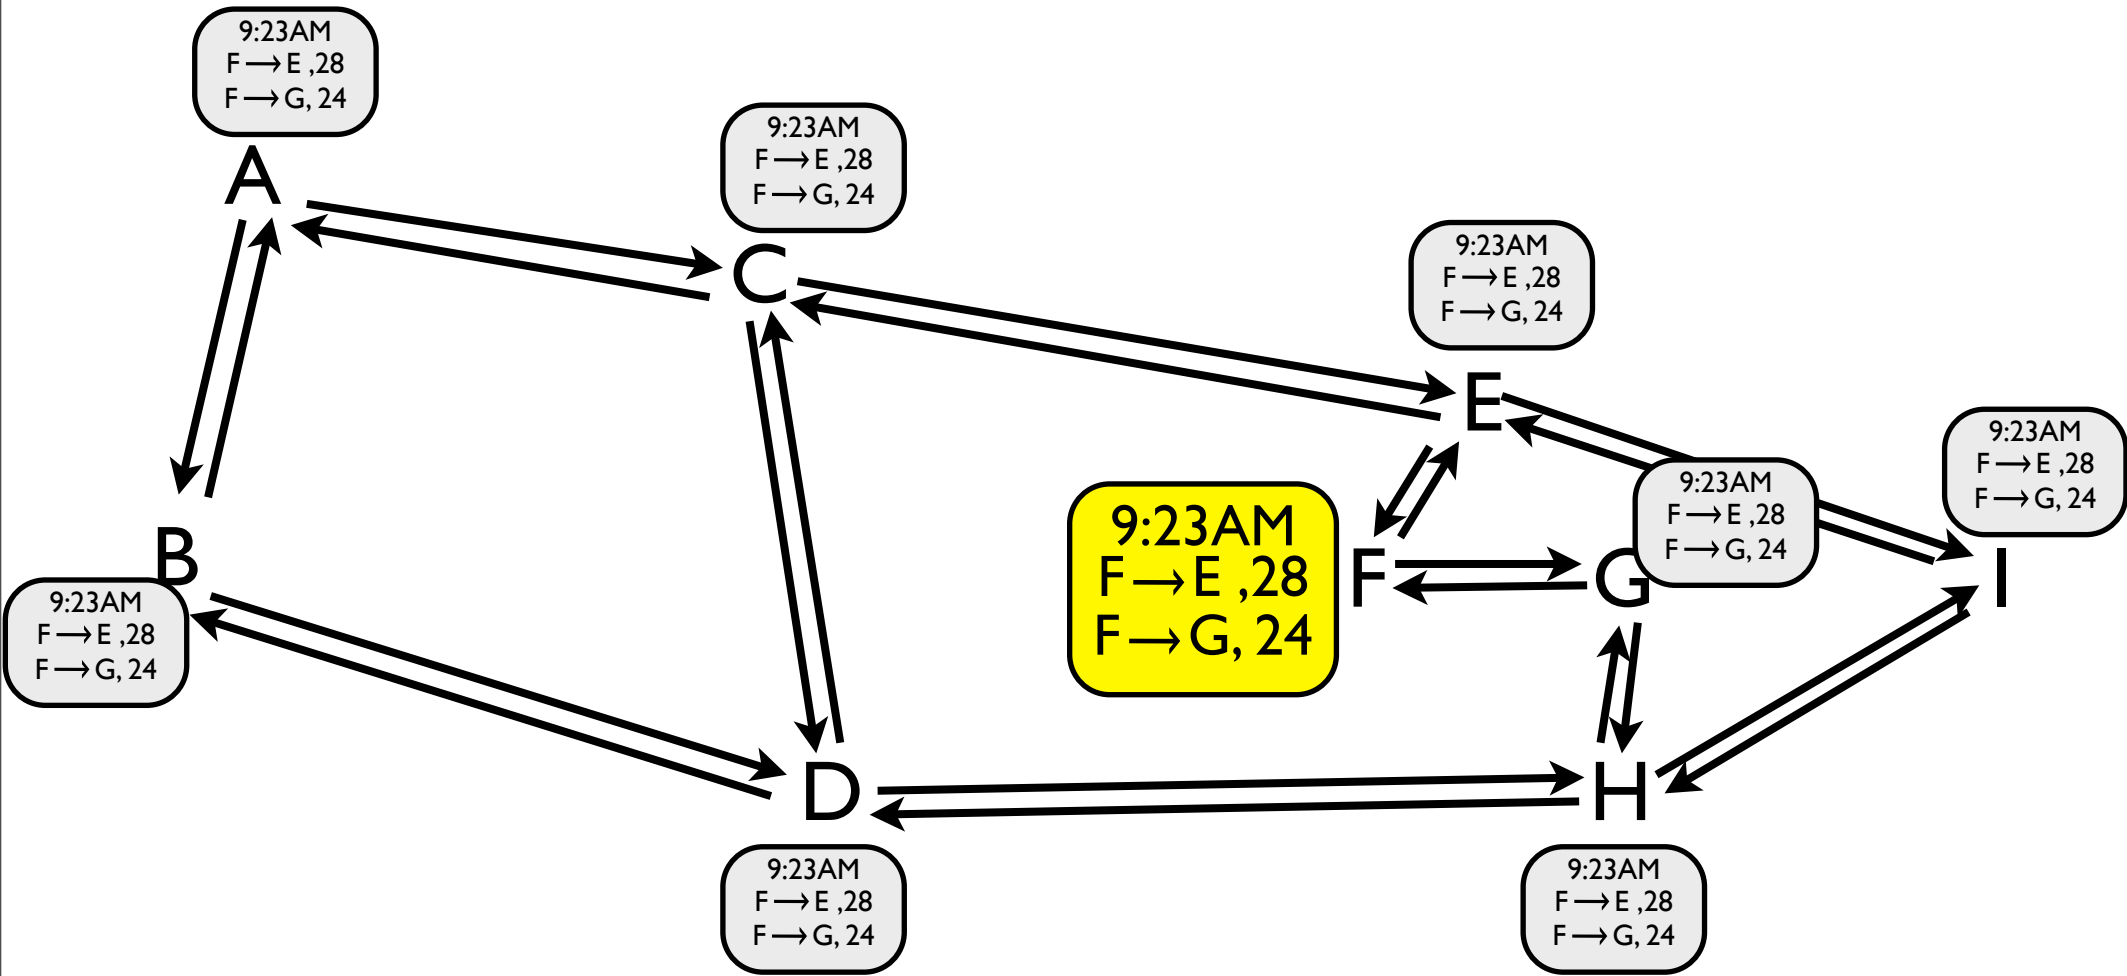 9:23AM
F → E ,28
F → G, 24
A
9:23AM
F → E ,28
F → G, 24
C
9:23AM
F → E ,28
F → G, 24
E
9:23AM
F → E ,28
F → G, 24
I
9:23AM
F → E ,28
F → G, 24
G
9:23AM
F → E ,28
F → G, 24
F
B
9:23AM
F → E ,28
F → G, 24
D
9:23AM
F → E ,28
F → G, 24
H
9:23AM
F → E ,28
F → G, 24